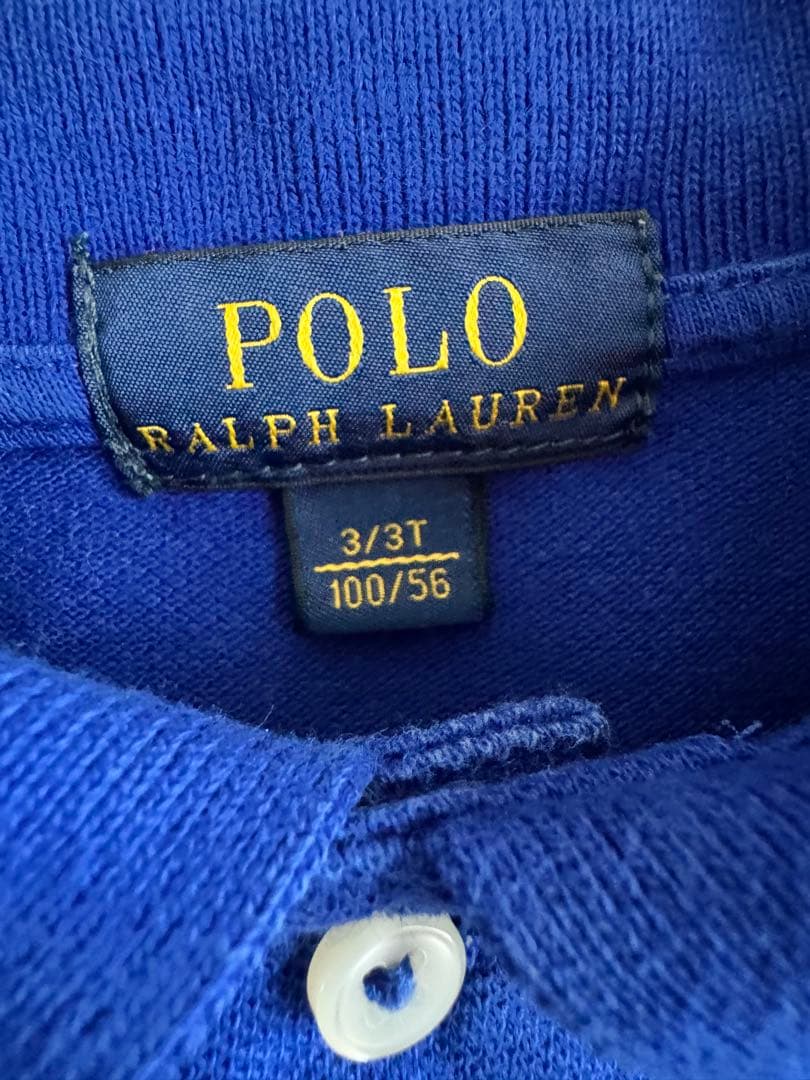 POLO
RALPH LAUREN
3/3T
100/56